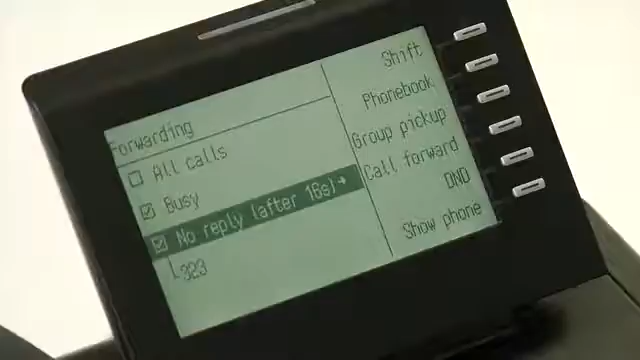 Forwarding
All calls
Busy
No reply (after 16s)→
323
Shift
Phonebook
Group pickup
Call forward
DND
Show phone